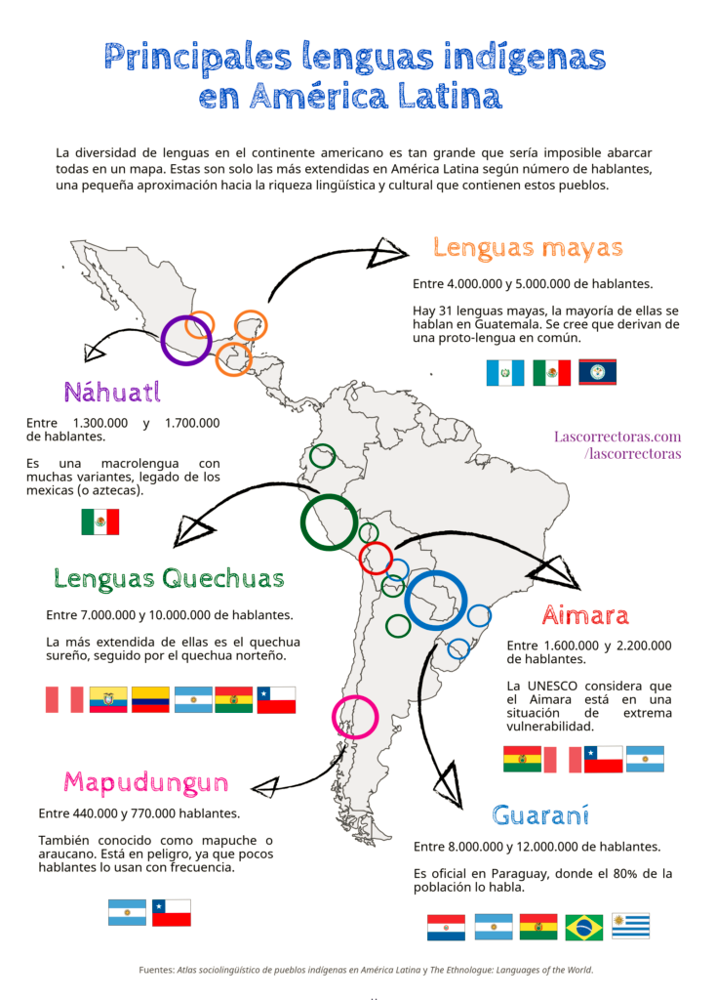 Principales lenguas indígenas
en América Latina
La diversidad de lenguas en el continente americano es tan grande que sería imposible abarcar
todas en un mapa. Estas son solo las más extendidas en América Latina según número de hablantes,
una pequeña aproximación hacia la riqueza lingüística y cultural que contienen estos pueblos.
Lenguas mayas
Entre 4.000.000 y 5.000.000 de hablantes.
Hay 31 lenguas mayas, la mayoría de ellas se
hablan en Guatemala. Se cree que derivan de
una proto-lengua en común.
Náhuatl
Entre 1.300.000 y 1.700.000
de hablantes.
Es una macrolengua con
muchas variantes, legado de los
mexicas (o aztecas).
Lascorrectoras.com
/lascorrectoras
Lenguas Quechuas
Entre 7.000.000 y 10.000.000 de hablantes.
La más extendida de ellas es el quechua
sureño, seguido por el quechua norteño.
Aimara
Entre 1.600.000 y 2.200.000
de hablantes.
La UNESCO considera que
el Aimara está en una
situación de extrema
vulnerabilidad.
Mapudungun
Entre 440.000 y 770.000 hablantes.
También conocido como mapuche o
araucano. Está en peligro, ya que pocos
hablantes lo usan con frecuencia.
Guaraní
Entre 8.000.000 y 12.000.000 de hablantes.
Es oficial en Paraguay, donde el 80% de la
población lo habla.
Fuentes: Atlas sociolingüístico de pueblos indígenas en América Latina y The Ethnologue: Languages of the World.